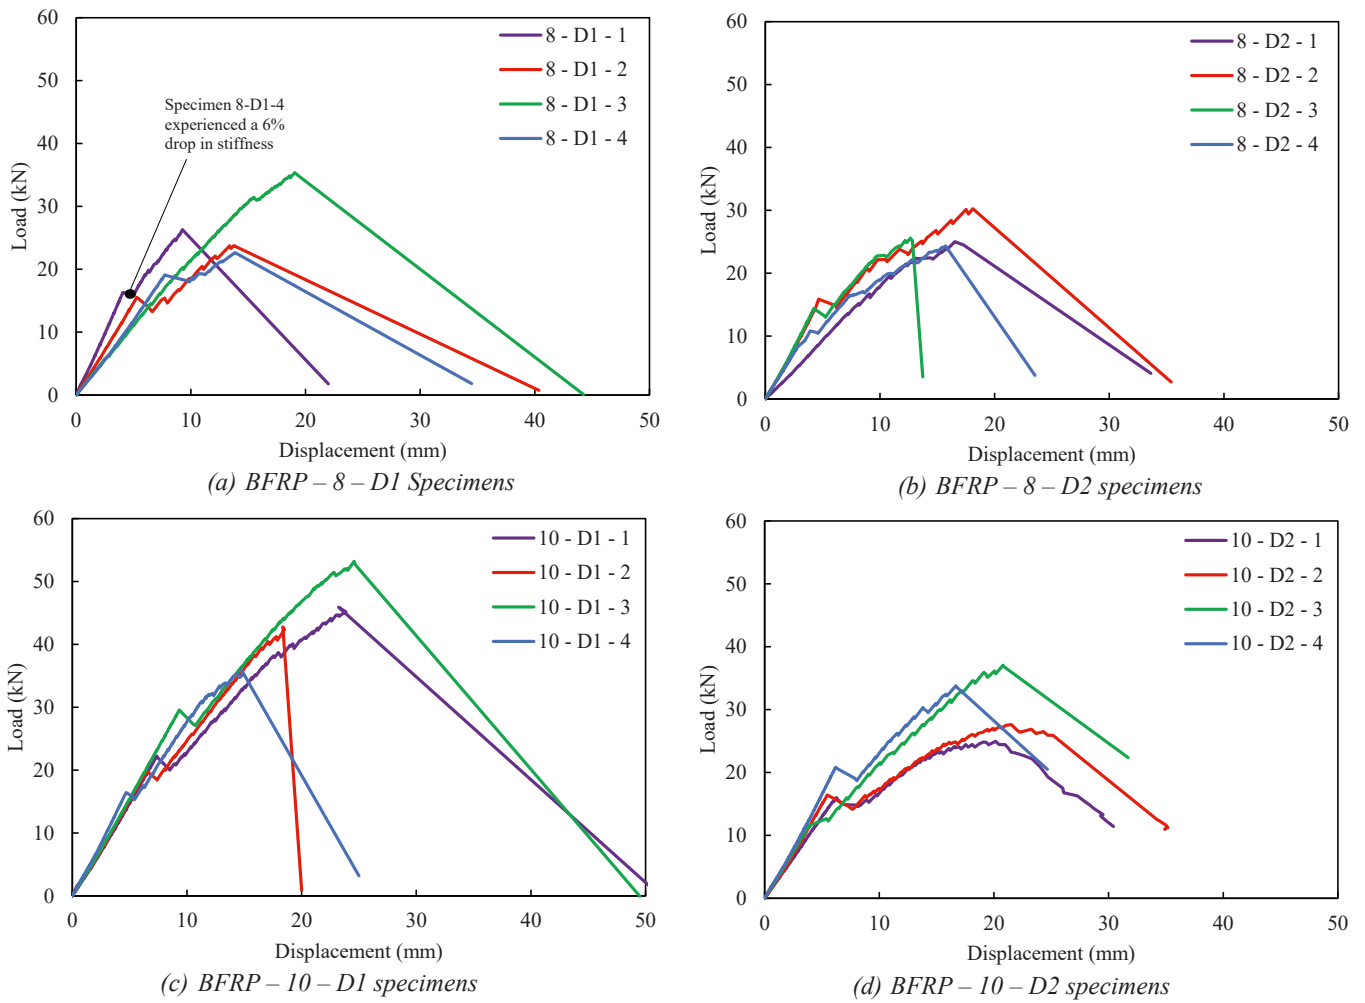 60
50
40
30
20
10
0
Load (kN)
8 - D1 - 1
8 - D1 - 2
8 - D1 - 3
8 - D1 - 4
Specimen 8-D1-4
experienced a 6%
drop in stiffness
0 10 20 30 40 50
Displacement (mm)
(a) BFRP – 8 – D1 Specimens
60
50
40
30
20
10
0
Load (kN)
8 - D2 - 1
8 - D2 - 2
8 - D2 - 3
8 - D2 - 4
0 10 20 30 40 50
Displacement (mm)
(b) BFRP – 8 – D2 specimens
60
50
40
30
20
10
0
Load (kN)
10 - D1 - 1
10 - D1 - 2
10 - D1 - 3
10 - D1 - 4
0 10 20 30 40 50
Displacement (mm)
(c) BFRP – 10 – D1 specimens
60
50
40
30
20
10
0
Load (kN)
10 - D2 - 1
10 - D2 - 2
10 - D2 - 3
10 - D2 - 4
0 10 20 30 40 50
Displacement (mm)
(d) BFRP – 10 – D2 specimens